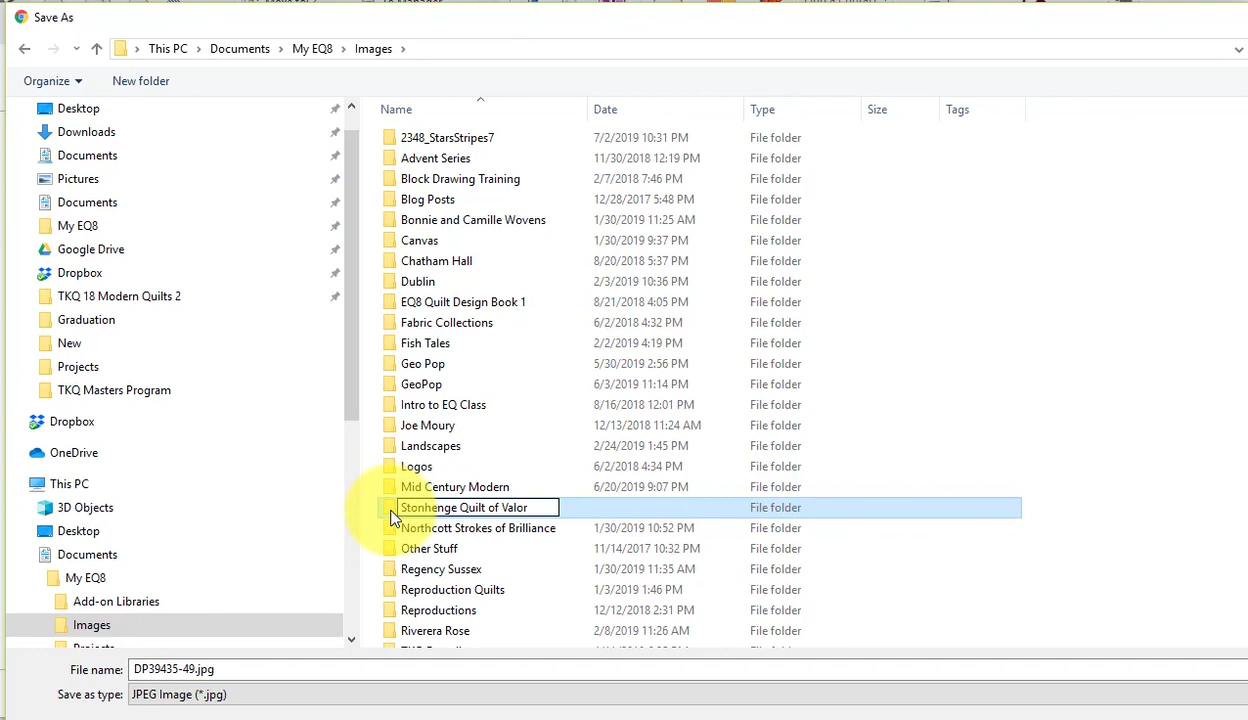 Save As
This PC > Documents > My EQ8 > Images >
Organize New folder
Name Date Type Size Tags
Desktop
Downloads
Documents
Pictures
Documents
My EQ8
Google Drive
Dropbox
TKQ 18 Modern Quilts 2
Graduation
New
Projects
TKQ Masters Program
Dropbox
OneDrive
This PC
3D Objects
Desktop
Documents
My EQ8
Add-on Libraries
Images
2348_StarsStripes7 7/2/2019 10:31 PM File folder
Advent Series 11/30/2018 12:19 PM File folder
Block Drawing Training 2/7/2018 7:46 PM File folder
Blog Posts 12/28/2017 5:48 PM File folder
Bonnie and Camille Wovens 1/30/2019 11:25 AM File folder
Canvas 1/30/2019 9:37 PM File folder
Chatham Hall 8/20/2018 5:37 PM File folder
Dublin 2/3/2019 10:36 PM File folder
EQ8 Quilt Design Book 1 8/21/2018 4:05 PM File folder
Fabric Collections 6/2/2018 4:32 PM File folder
Fish Tales 2/2/2019 4:19 PM File folder
Geo Pop 5/30/2019 2:56 PM File folder
GeoPop 6/3/2019 11:14 PM File folder
Intro to EQ Class 8/16/2018 12:01 PM File folder
Joe Moury 12/13/2018 11:24 AM File folder
Landscapes 2/24/2019 1:45 PM File folder
Logos 6/2/2018 4:34 PM File folder
Mid Century Modern 6/20/2019 9:07 PM File folder
Stonhenge Quilt of Valor File folder
Northcott Strokes of Brilliance 1/30/2019 10:52 PM File folder
Other Stuff 11/14/2017 10:32 PM File folder
Regency Sussex 1/30/2019 11:35 AM File folder
Reproduction Quilts 1/3/2019 1:46 PM File folder
Reproductions 12/12/2018 2:31 PM File folder
Riverera Rose 2/8/2019 11:26 AM File folder
File name: DP39435-49.jpg
Save as type: JPEG Image (*.jpg)